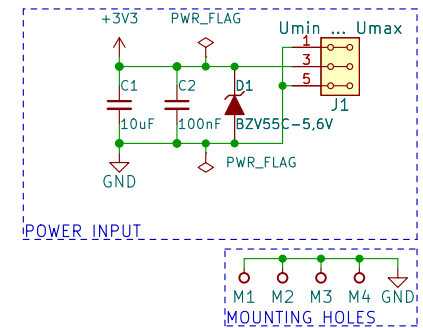 +3V3
PWR_FLAG
Umin ... Umax
1
3
5
J1
C1
10uF
C2
100nF
D1
BZV55C-5,6V
PWR_FLAG
GND
POWER INPUT
M1 M2 M3 M4 GND
MOUNTING HOLES